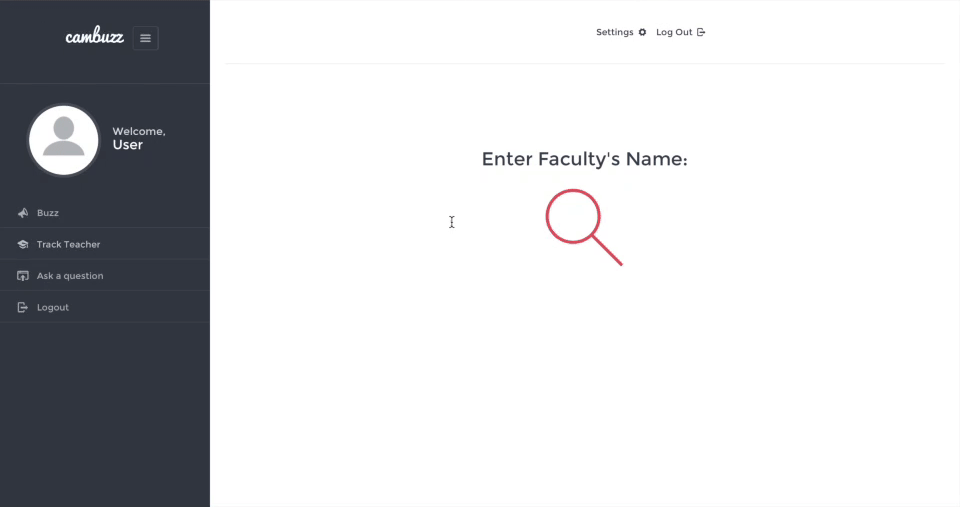 cambuzz
Settings Log Out
Welcome,
User
Enter Faculty's Name:
Buzz
Track Teacher
Ask a question
Logout